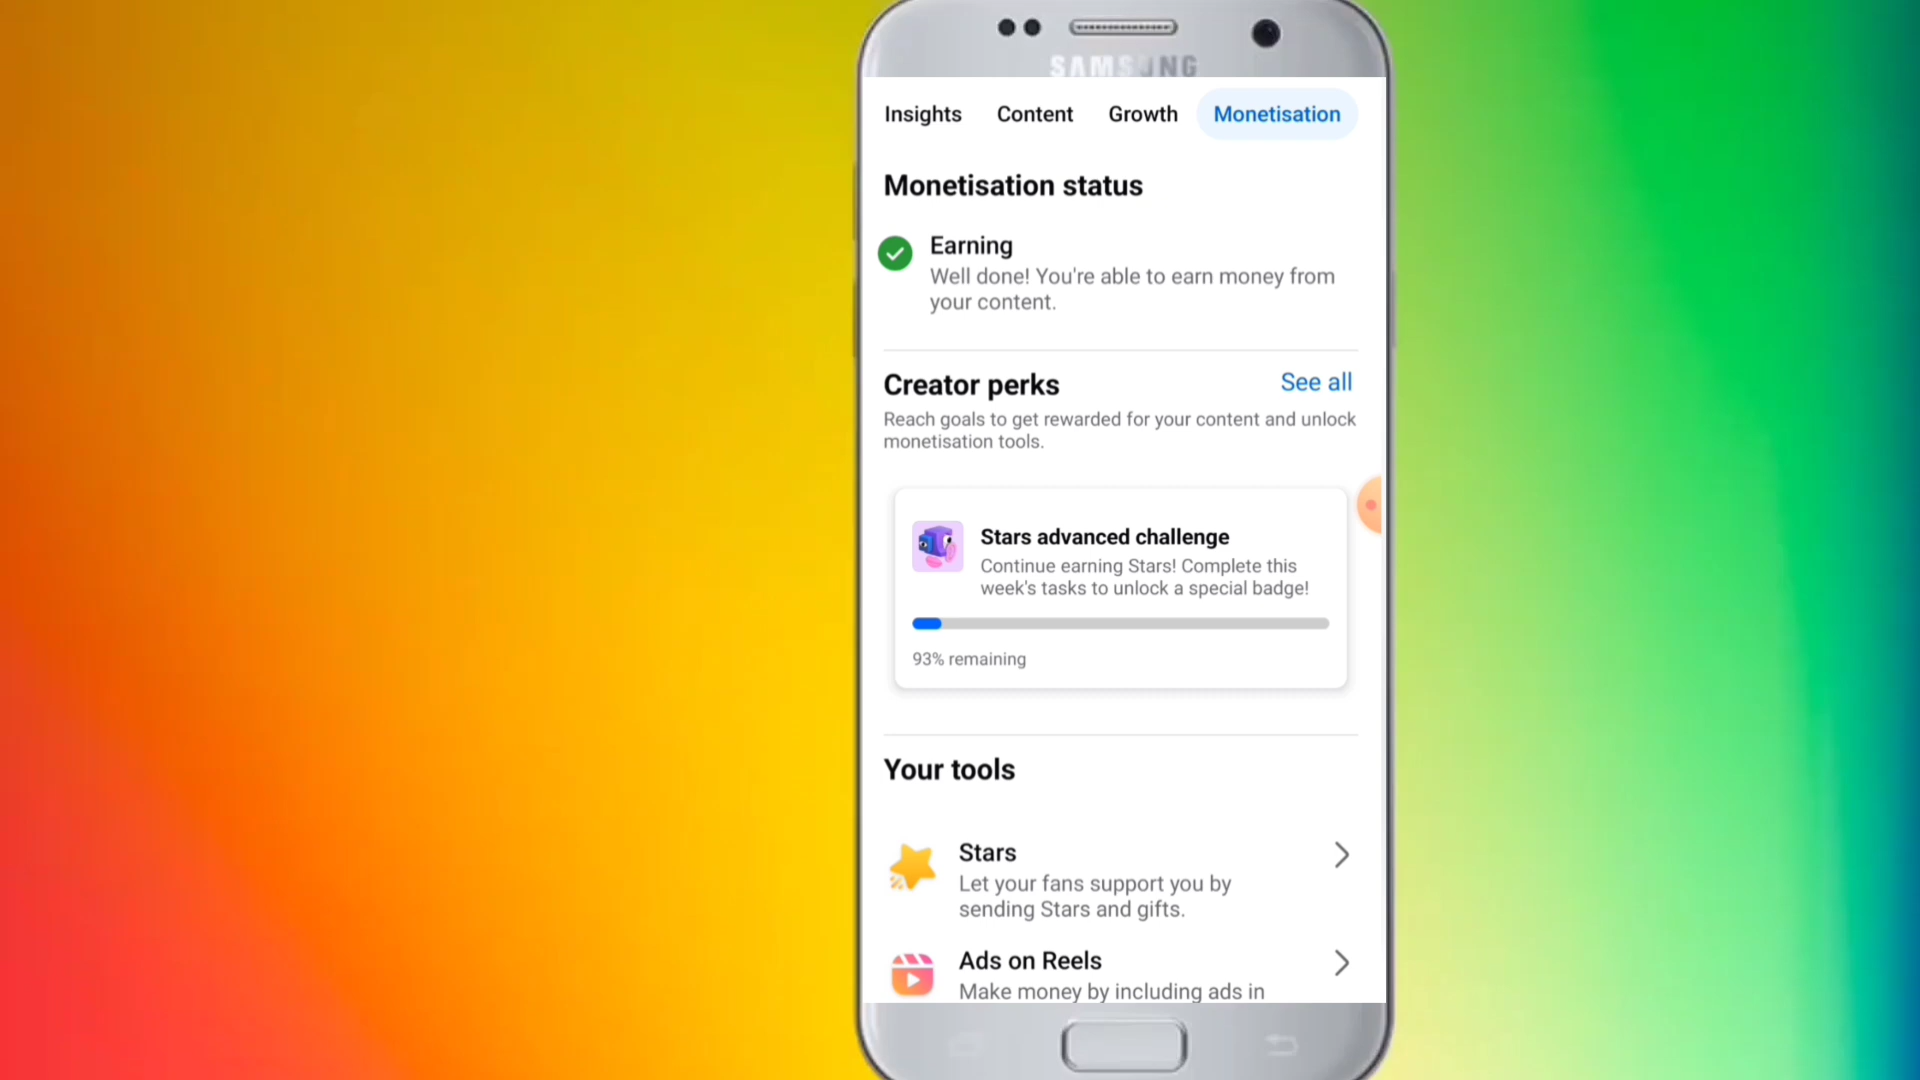 SAMSUNG
Insights Content Growth Monetisation
Monetisation status
Earning
Well done! You're able to earn money from
your content.
Creator perks See all
Reach goals to get rewarded for your content and unlock
monetisation tools.
Stars advanced challenge
Continue earning Stars! Complete this
week's tasks to unlock a special badge!
93% remaining
Your tools
Stars
Let your fans support you by
sending Stars and gifts.
Ads on Reels
Make money by including ads in